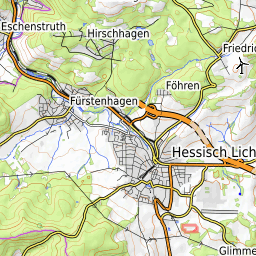 Eschenstruth
Hirschhagen
Friedric
Föhren
Fürstenhagen
Hessisch Lich
Glimme